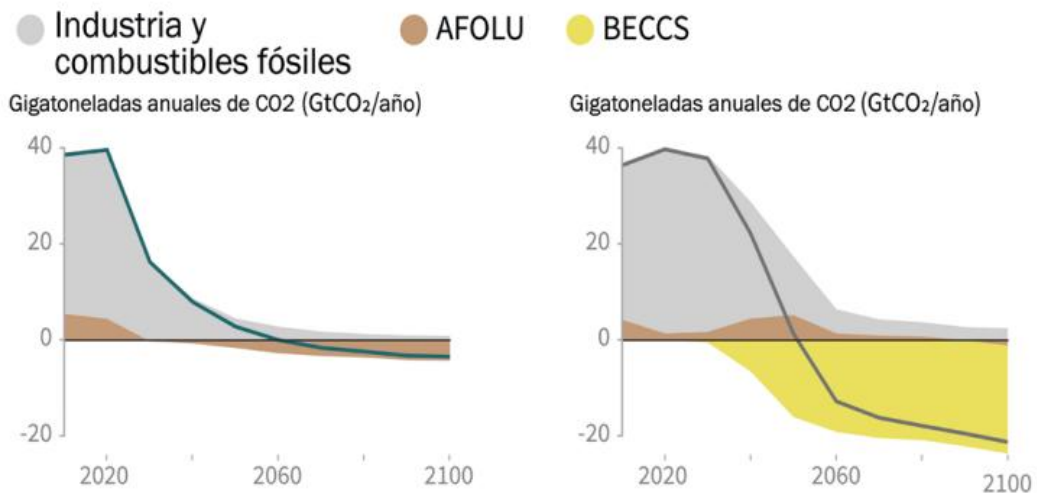 Industria y
combustibles fósiles
AFOLU
BECCS
Gigatoneladas anuales de CO2 (GtCO₂/año)
40
20
0
-20
2020
2060
2100
Gigatoneladas anuales de CO2 (GtCO₂/año)
40
20
0
-20
2020
2060
2100